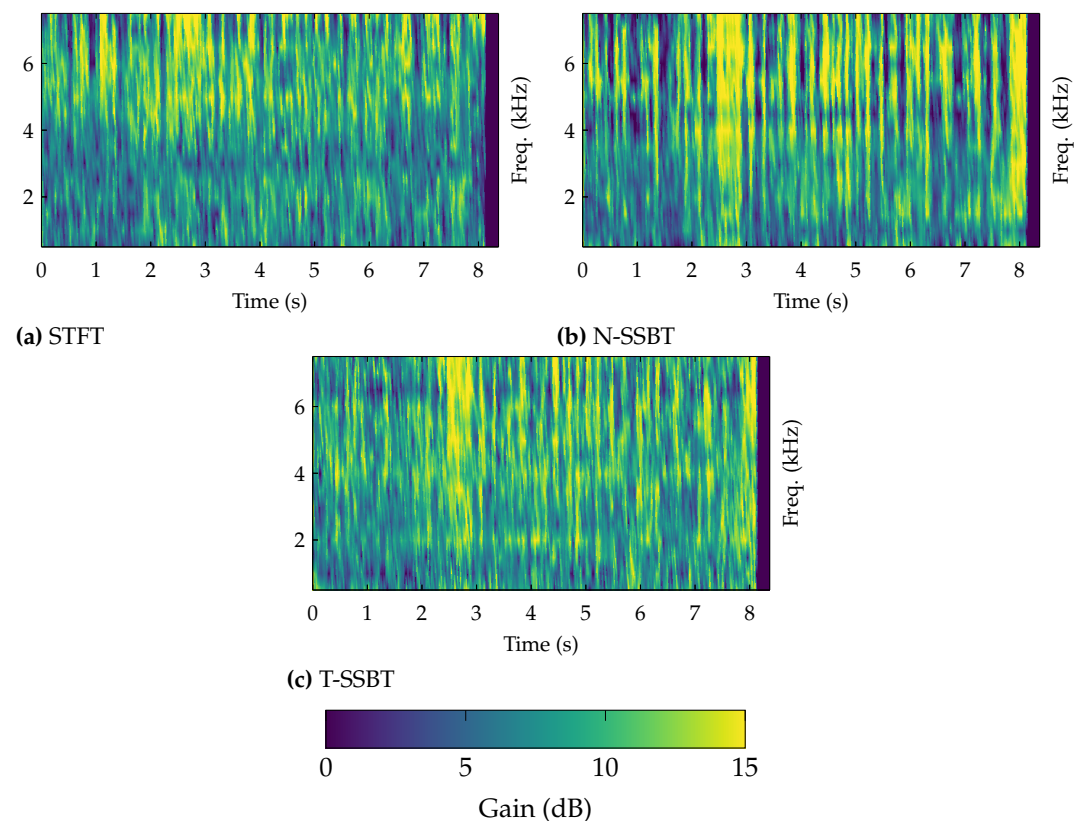 6
4
2
0 1 2 3 4 5 6 7 8
Time (s)
Freq. (kHz)
(a) STFT
6
4
2
0 1 2 3 4 5 6 7 8
Time (s)
Freq. (kHz)
(b) N-SSBT
6
4
2
0 1 2 3 4 5 6 7 8
Time (s)
Freq. (kHz)
(c) T-SSBT
0 5 10 15
Gain (dB)